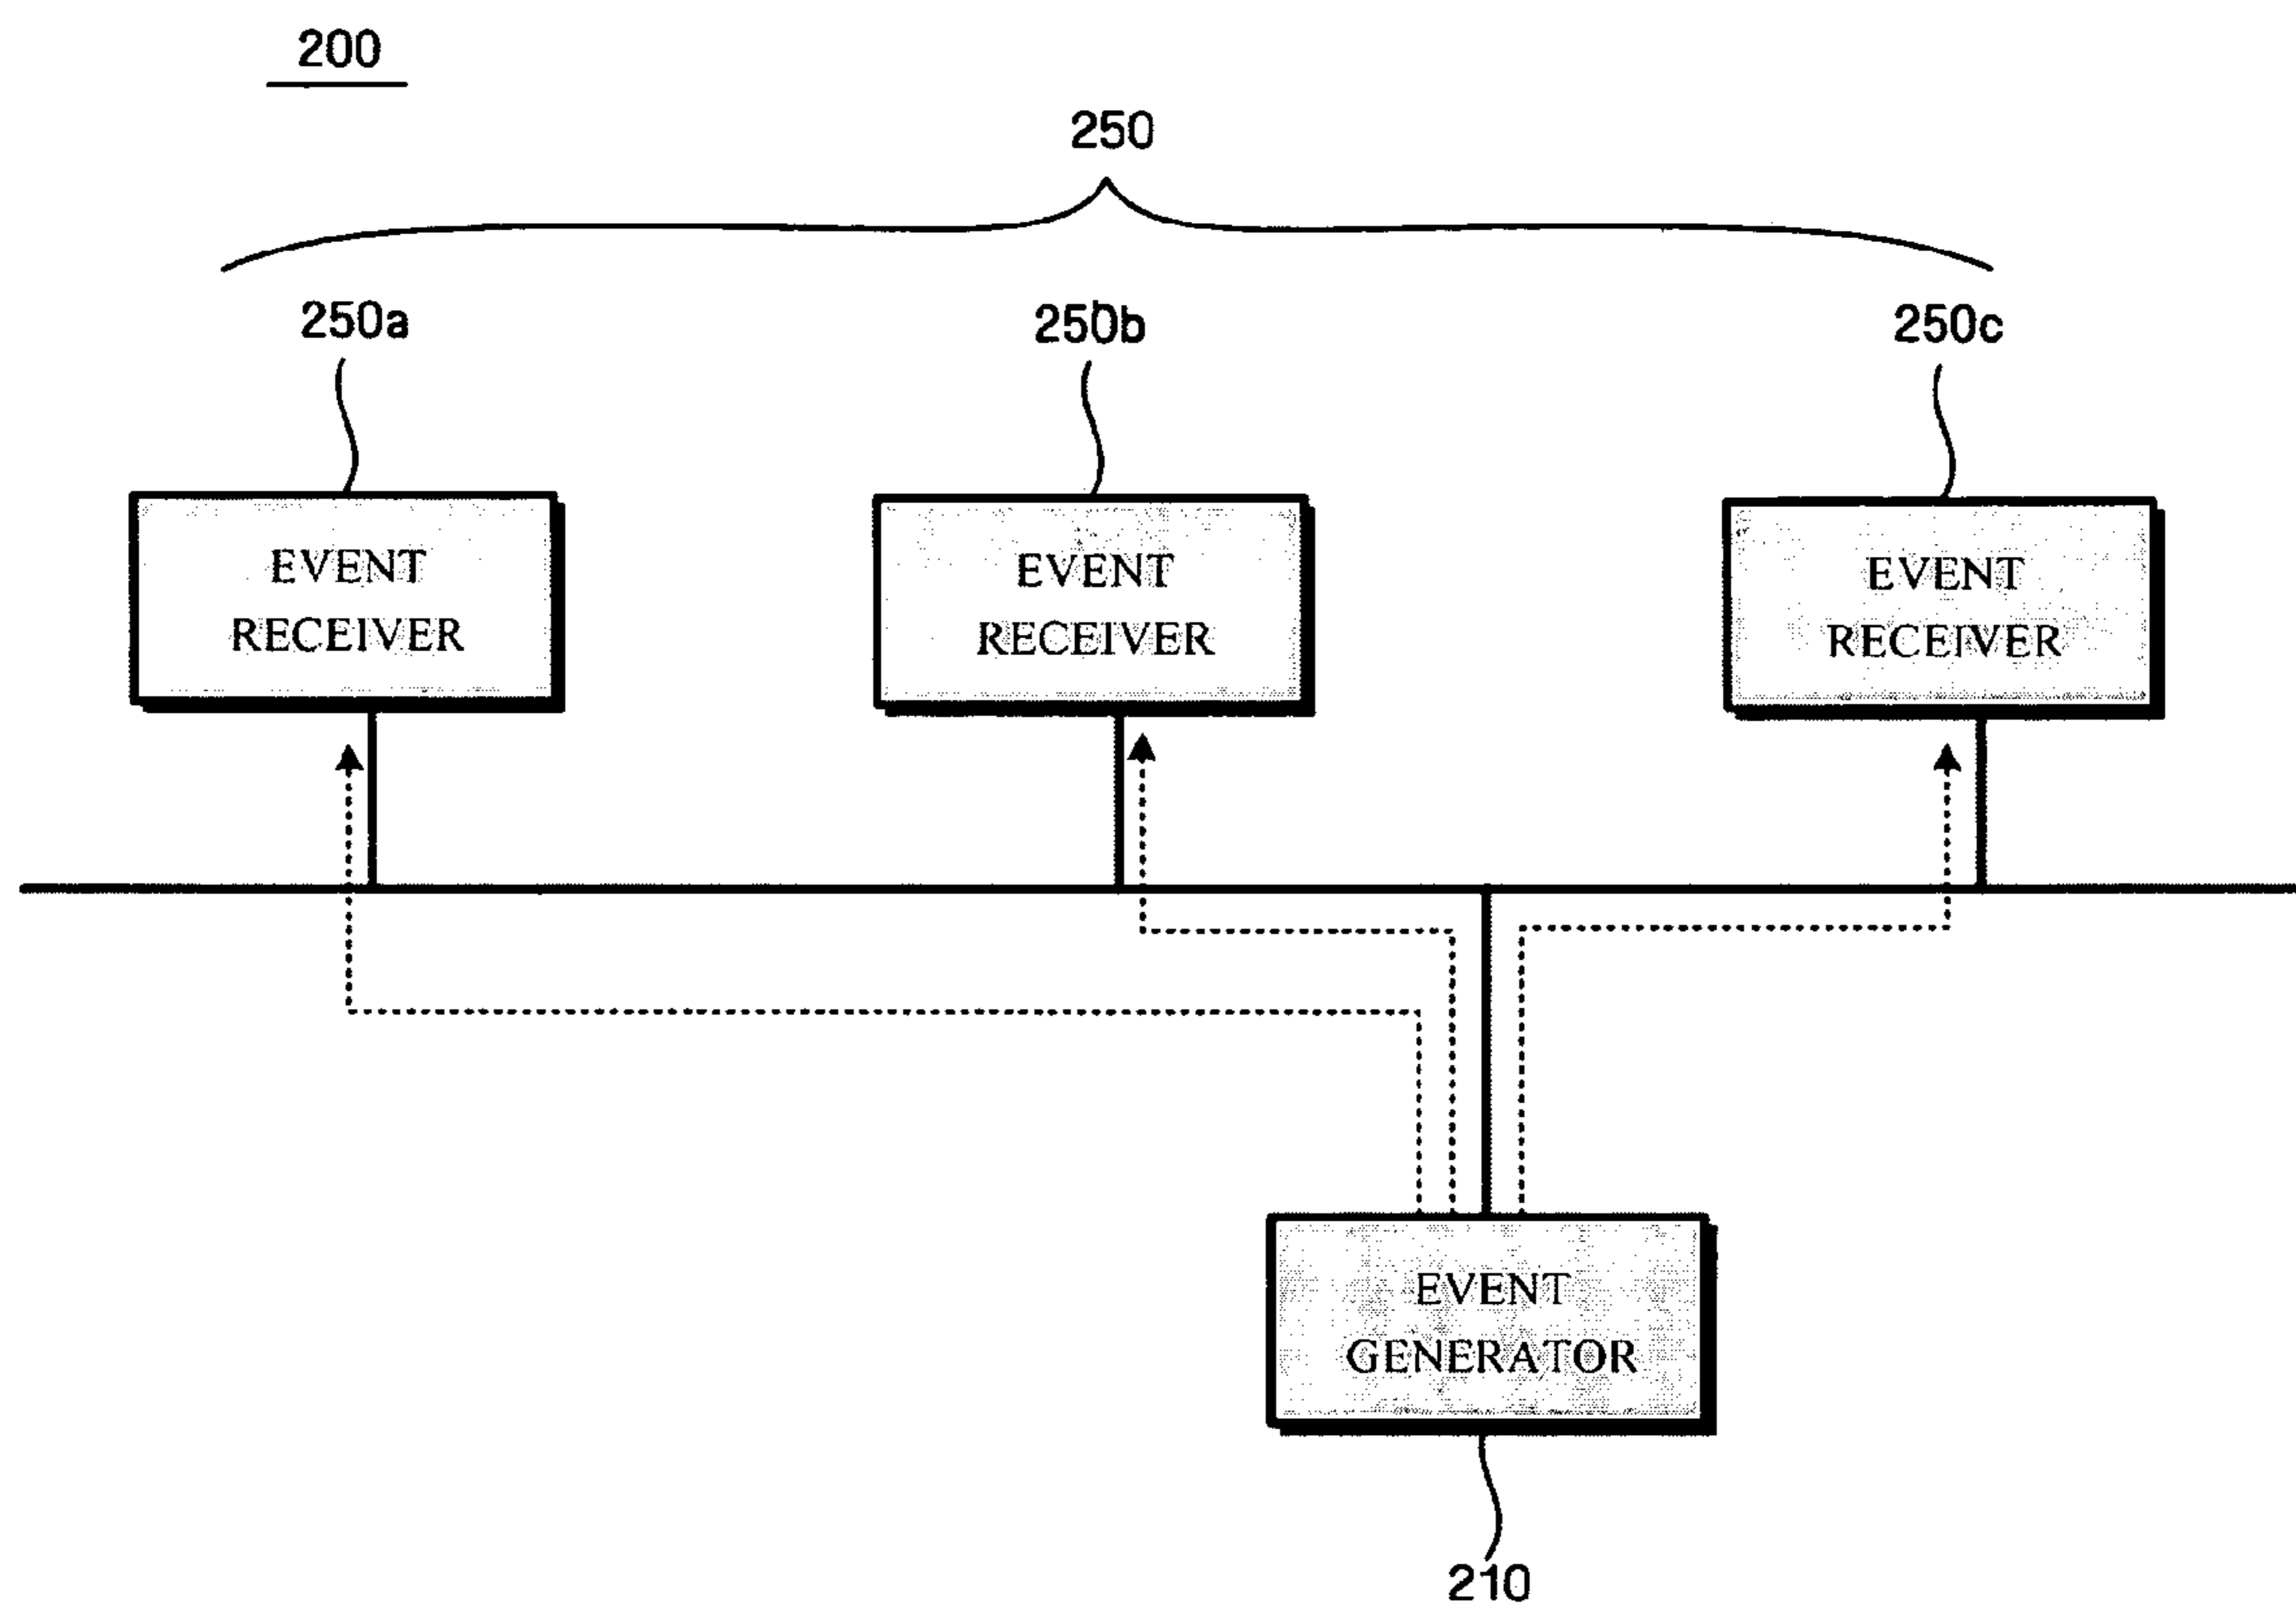 200
250
250a
250b
250c
EVENT
RECEIVER
EVENT
RECEIVER
EVENT
RECEIVER
EVENT
GENERATOR
210